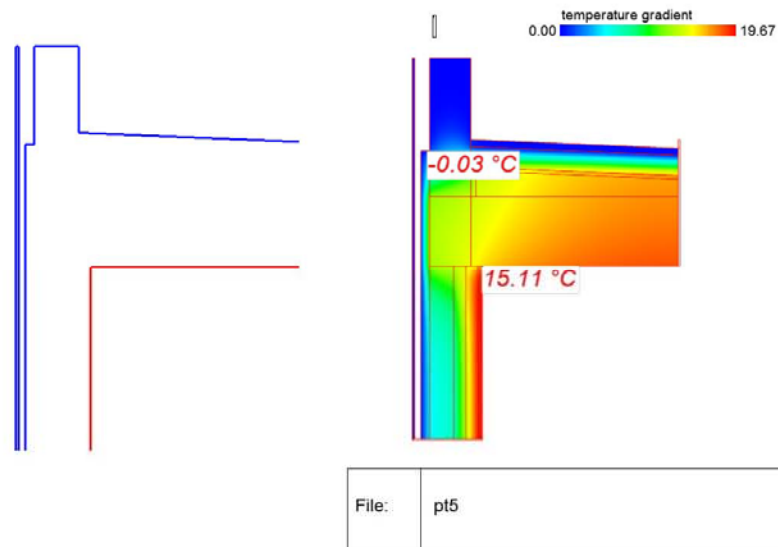 temperature gradient
0.00 19.67
-0.03 °C
15.11 °C
File: pt5